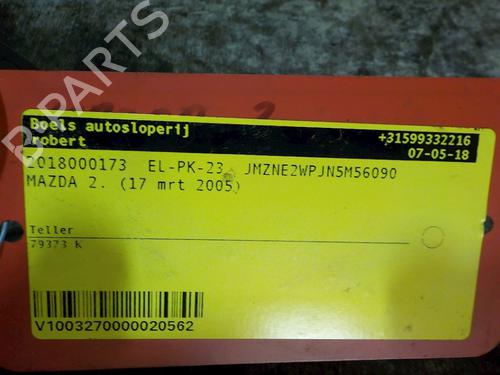 Boels autosloperij
robert
+31599332216
07-05-18
2018000173 EL-PK-23 JMZNE2WPJN5M56090
MAZDA 2. (17 mrt 2005)
Teller
79373 K
V1003270000020562